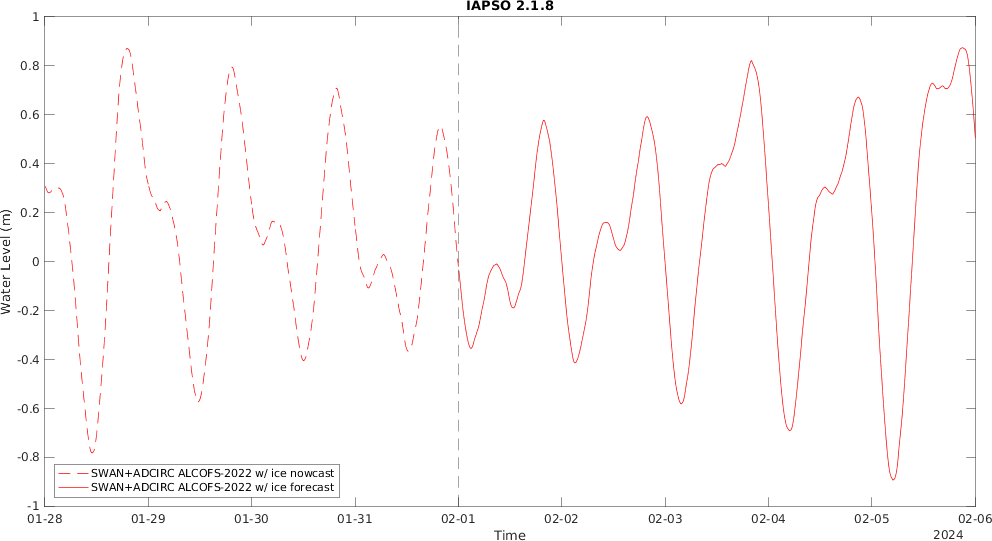 IAPSO 2.1.8
1
0.8
0.6
0.4
0.2
0
-0.2
-0.4
-0.6
-0.8
-1
Water Level (m)
SWAN+ADCIRC ALCOFS-2022 w/ ice nowcast
SWAN+ADCIRC ALCOFS-2022 w/ ice forecast
01-28 01-29 01-30 01-31 02-01 02-02 02-03 02-04 02-05 02-06
Time
2024